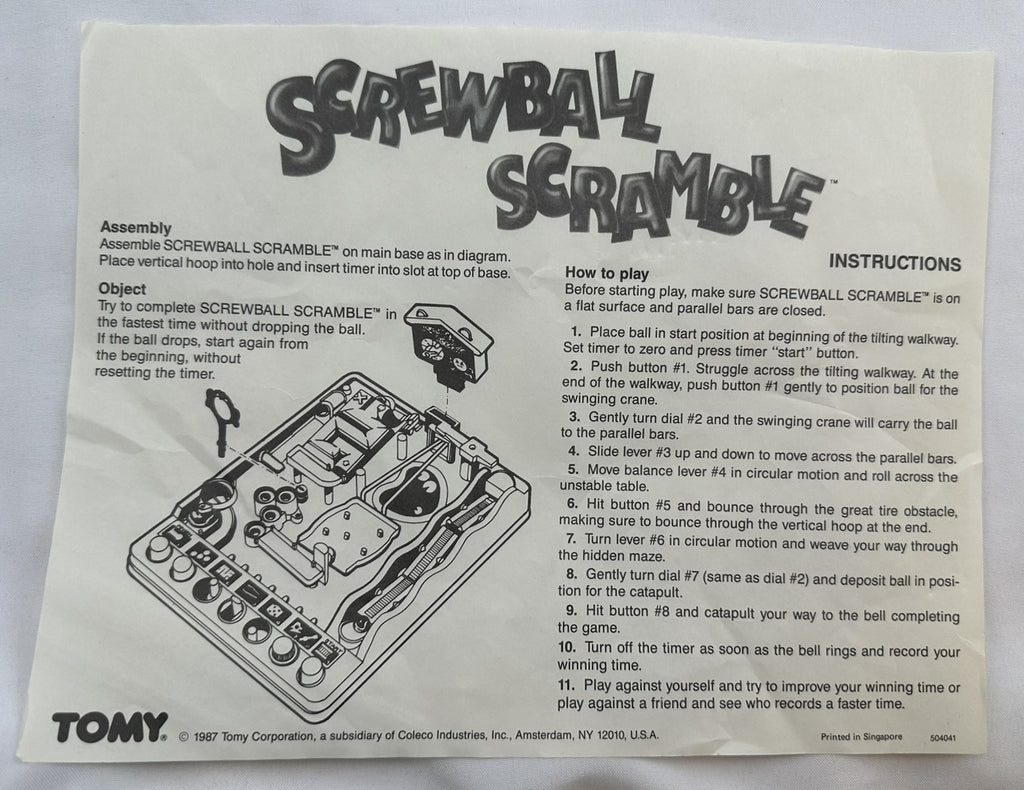 SCREWBALL
SCRAMBLE™
Assembly
Assemble SCREWBALL SCRAMBLE™ on main base as in diagram.
Place vertical hoop into hole and insert timer into slot at top of base.
Object
Try to complete SCREWBALL SCRAMBLE™ in
the fastest time without dropping the ball.
If the ball drops, start again from
the beginning, without
resetting the timer.
START
INSTRUCTIONS
How to play
Before starting play, make sure SCREWBALL SCRAMBLE™ is on
a flat surface and parallel bars are closed.
1. Place ball in start position at beginning of the tilting walkway.
Set timer to zero and press timer "start" button.
2. Push button #1. Struggle across the tilting walkway. At the
end of the walkway, push button #1 gently to position ball for the
swinging crane.
3. Gently turn dial #2 and the swinging crane will carry the ball
to the parallel bars.
4. Slide lever #3 up and down to move across the parallel bars.
5. Move balance lever #4 in circular motion and roll across the
unstable table.
6. Hit button #5 and bounce through the great tire obstacle,
making sure to bounce through the vertical hoop at the end.
7. Turn lever #6 in circular motion and weave your way through
the hidden maze.
8. Gently turn dial #7 (same as dial #2) and deposit ball in posi-
tion for the catapult.
9. Hit button #8 and catapult your way to the bell completing
the game.
10. Turn off the timer as soon as the bell rings and record your
winning time.
11. Play against yourself and try to improve your winning time or
play against a friend and see who records a faster time.
TOMY® © 1987 Tomy Corporation, a subsidiary of Coleco Industries, Inc., Amsterdam, NY 12010, U.S.A.
Printed in Singapore 504041